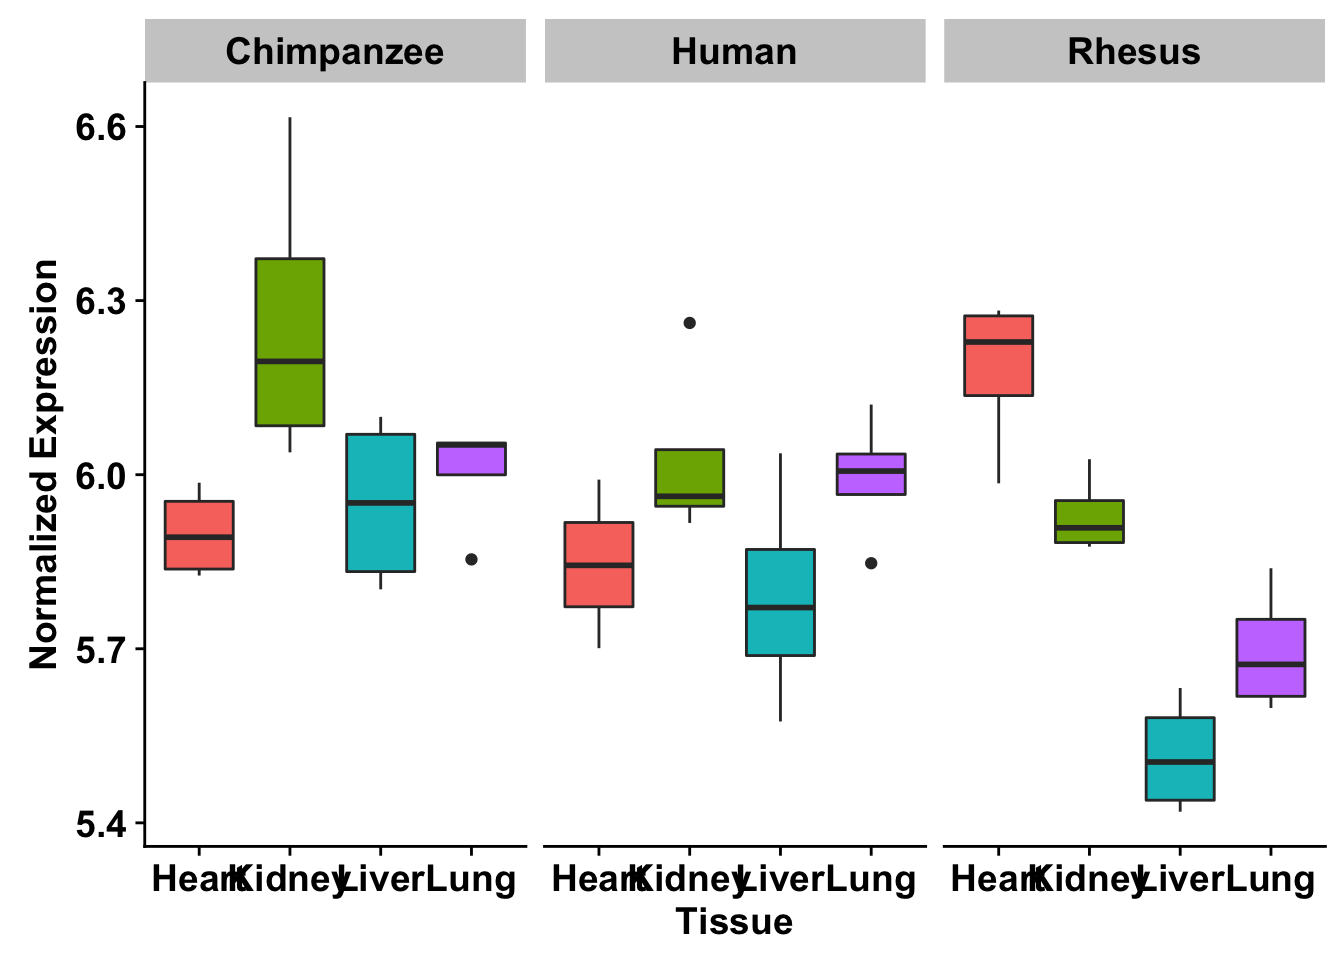 Chimpanzee Human Rhesus
6.6
6.3
6.0
5.7
5.4
Normalized Expression
Heart Kidney Liver Lung Heart Kidney Liver Lung Heart Kidney Liver Lung
Tissue